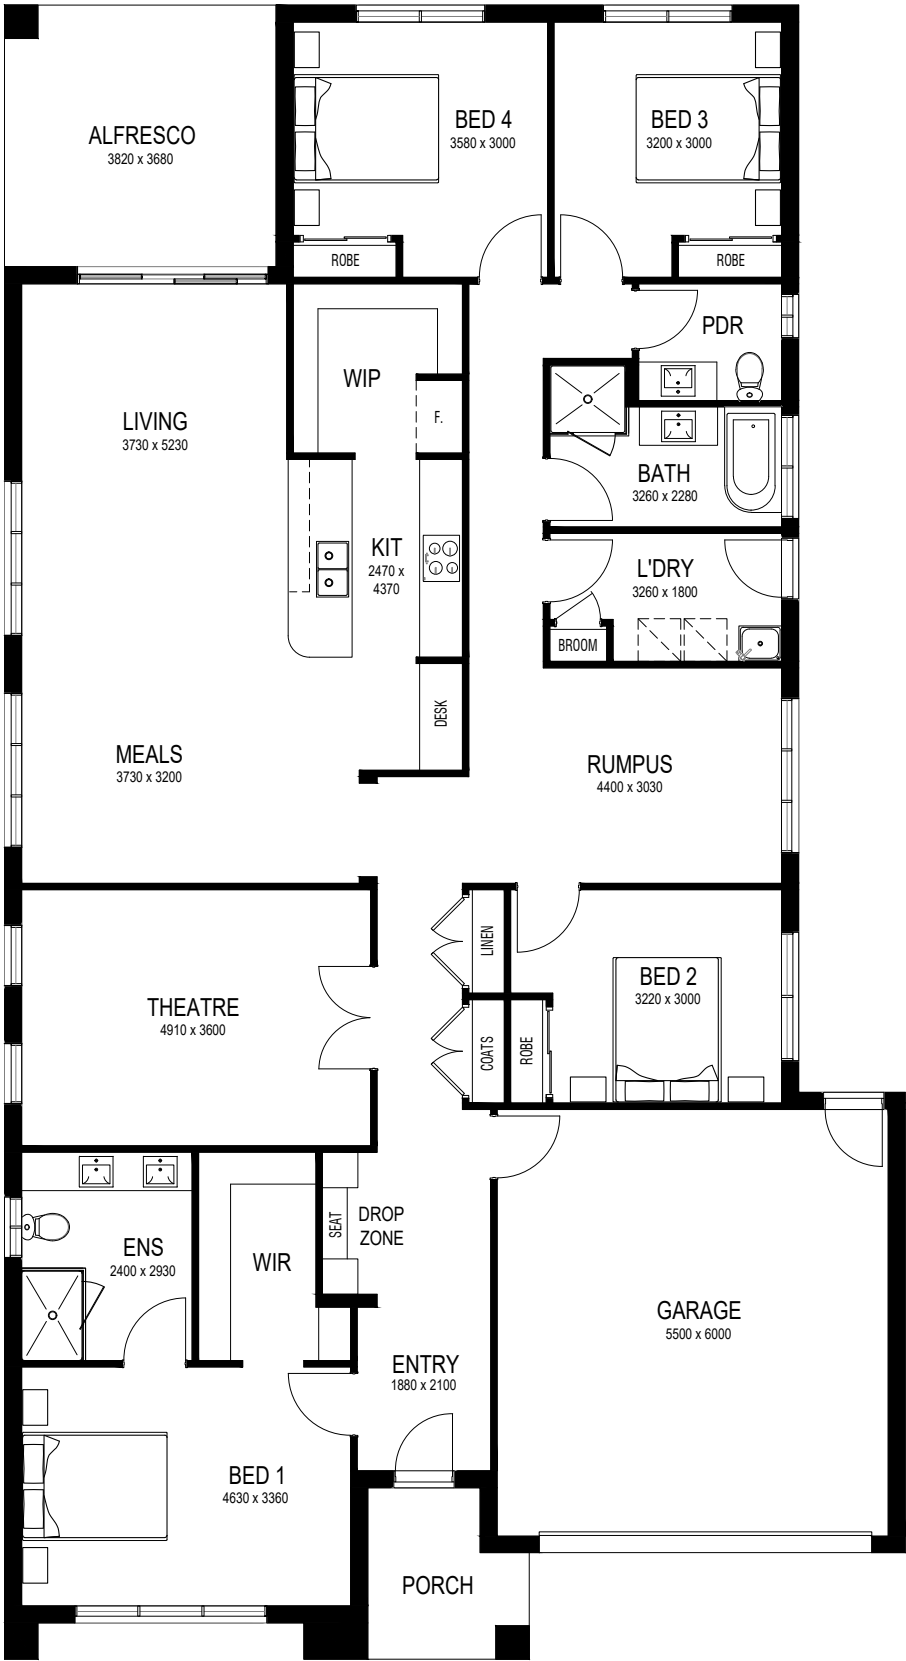 BED 4
3580 x 3000
BED 3
3200 x 3000
ALFRESCO
3820 x 3680
ROBE
ROBE
PDR
WIP
F.
LIVING
3730 x 5230
BATH
3260 x 2280
KIT
2470 x
4370
L'DRY
3260 x 1800
BROOM
DESK
MEALS
3730 x 3200
RUMPUS
4400 x 3030
LINEN
BED 2
3220 x 3000
THEATRE
4910 x 3600
COATS
ROBE
SEAT
DROP
ZONE
ENS
2400 x 2930
WIR
GARAGE
5500 x 6000
ENTRY
1880 x 2100
BED 1
4630 x 3360
PORCH